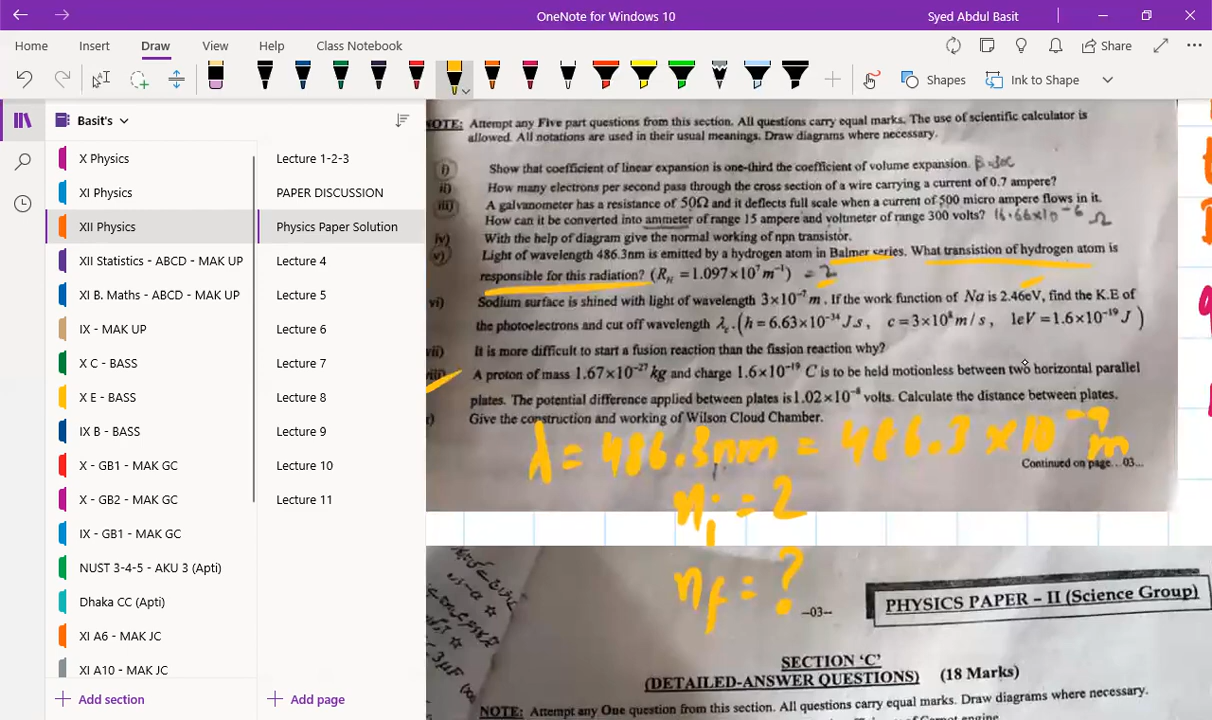 OneNote for Windows 10
Syed Abdul Basit
Home Insert Draw View Help Class Notebook
Share
Shapes Ink to Shape
Basit's
X Physics
XI Physics
XII Physics
XII Statistics - ABCD - MAK UP
XI B. Maths - ABCD - MAK UP
IX - MAK UP
X C - BASS
X E - BASS
IX B - BASS
X - GB1 - MAK GC
X - GB2 - MAK GC
IX - GB1 - MAK GC
NUST 3-4-5 - AKU 3 (Apti)
Dhaka CC (Apti)
XI A6 - MAK JC
XI A10 - MAK JC
Add section
Lecture 1-2-3
PAPER DISCUSSION
Physics Paper Solution
Lecture 4
Lecture 5
Lecture 6
Lecture 7
Lecture 8
Lecture 9
Lecture 10
Lecture 11
Add page
NOTE: Attempt any Five part questions from this section. All questions carry equal marks. The use of scientific calculator is
allowed. All notations are used in their usual meanings. Draw diagrams where necessary.
i) Show that coefficient of linear expansion is one-third the coefficient of volume expansion.
ii) How many electrons per second pass through the cross section of a wire carrying a current of 0.7 ampere?
iii) A galvanometer has a resistance of 50Ω and it deflects full scale when a current of 500 micro ampere flows in it.
How can it be converted into ammeter of range 15 ampere and voltmeter of range 300 volts? 16.66x10⁻⁶ Ω
iv) With the help of diagram give the normal working of npn transistor.
v) Light of wavelength 486.3nm is emitted by a hydrogen atom in Balmer series. What transistion of hydrogen atom is
responsible for this radiation? (R_H = 1.097×10⁷ m⁻¹) = 2
vi) Sodium surface is shined with light of wavelength 3×10⁻⁷ m. If the work function of Na is 2.46eV, find the K.E of
the photoelectrons and cut off wavelength λc. (h = 6.63×10⁻³⁴ J.s, c = 3×10⁸ m/s, 1eV = 1.6×10⁻¹⁹ J)
vii) It is more difficult to start a fusion reaction than the fission reaction why?
viii) A proton of mass 1.67×10⁻²⁷ kg and charge 1.6×10⁻¹⁹ C is to be held motionless between two horizontal parallel
plates. The potential difference applied between plates is 1.02×10⁻⁸ volts. Calculate the distance between plates.
Give the construction and working of Wilson Cloud Chamber.
λ = 486.3nm = 486.3 × 10⁻⁹ m
Continued on page...03...
ni = 2
nf = ?
--03--
PHYSICS PAPER – II (Science Group)
SECTION ‘C’
(DETAILED-ANSWER QUESTIONS) (18 Marks)
NOTE: Attempt any One question from this section. All questions carry equal marks. Draw diagrams where necessary.